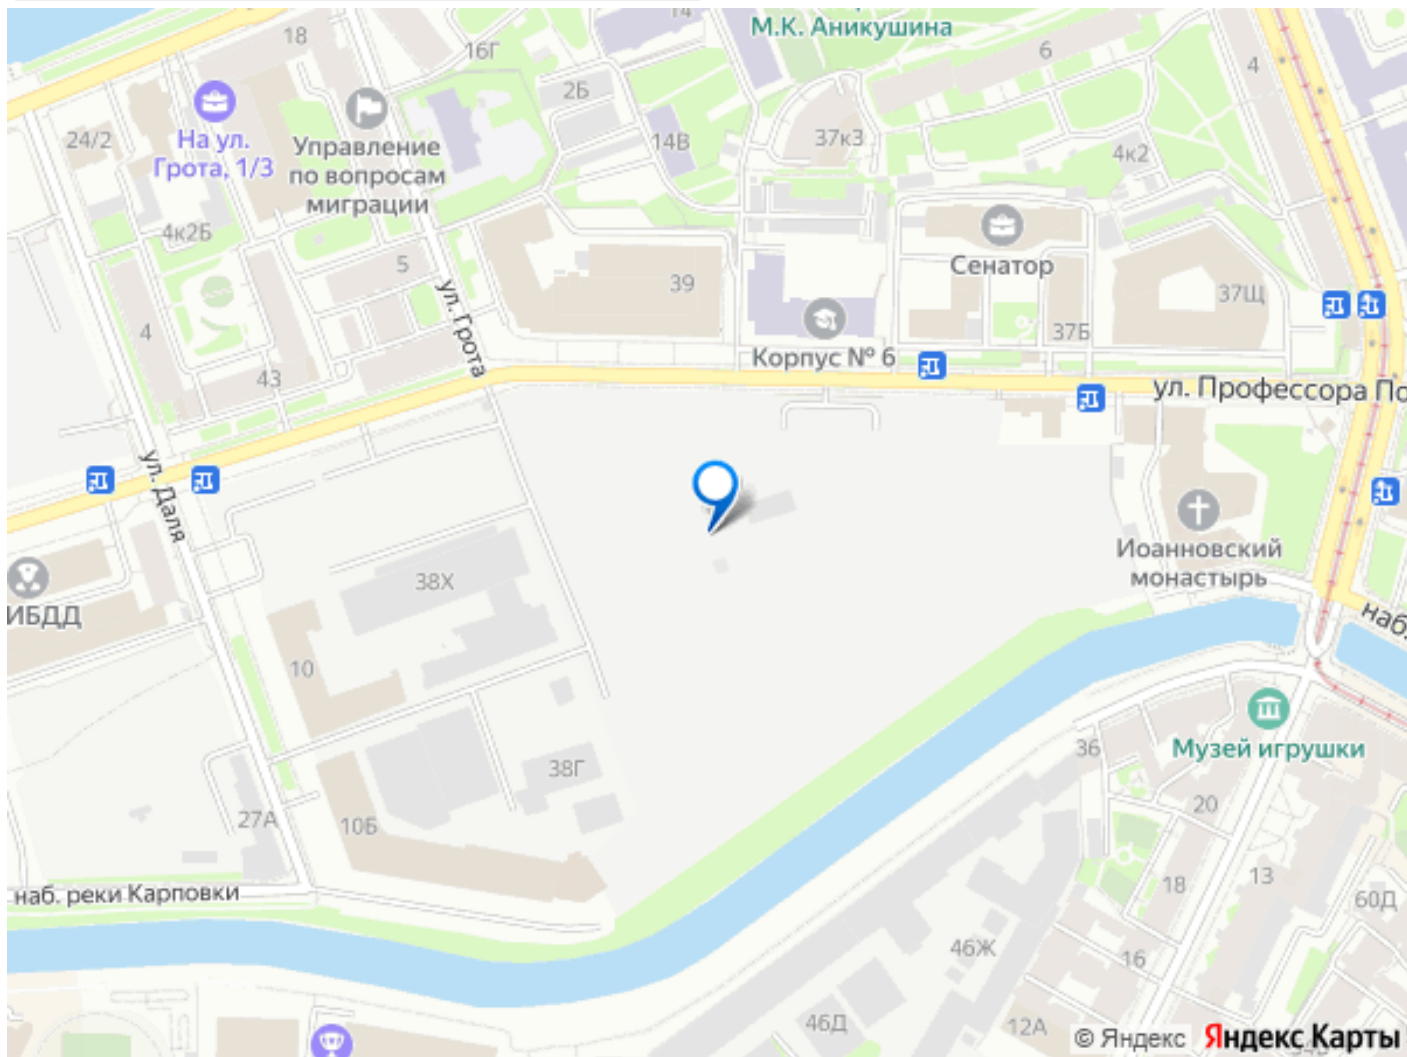 14
М.К. Аникушина
18
16Г
6
4
2Б
На ул.
Грота, 1/3
Управление
по вопросам
миграции
24/2
14В
37к3
4к2
4к2Б
Сенатор
5
39
37Щ
ул. Грота
4
37Б
Корпус № 6
43
ул. Профессора По
ул. Даля
Иоанновский
монастырь
38Х
ИБДД
наб.
10
Музей игрушки
36
38Г
20
27А
10Б
13
18
наб. реки Карповки
60Д
46Ж
16
46Д
12А
© Яндекс
Яндекс Карты